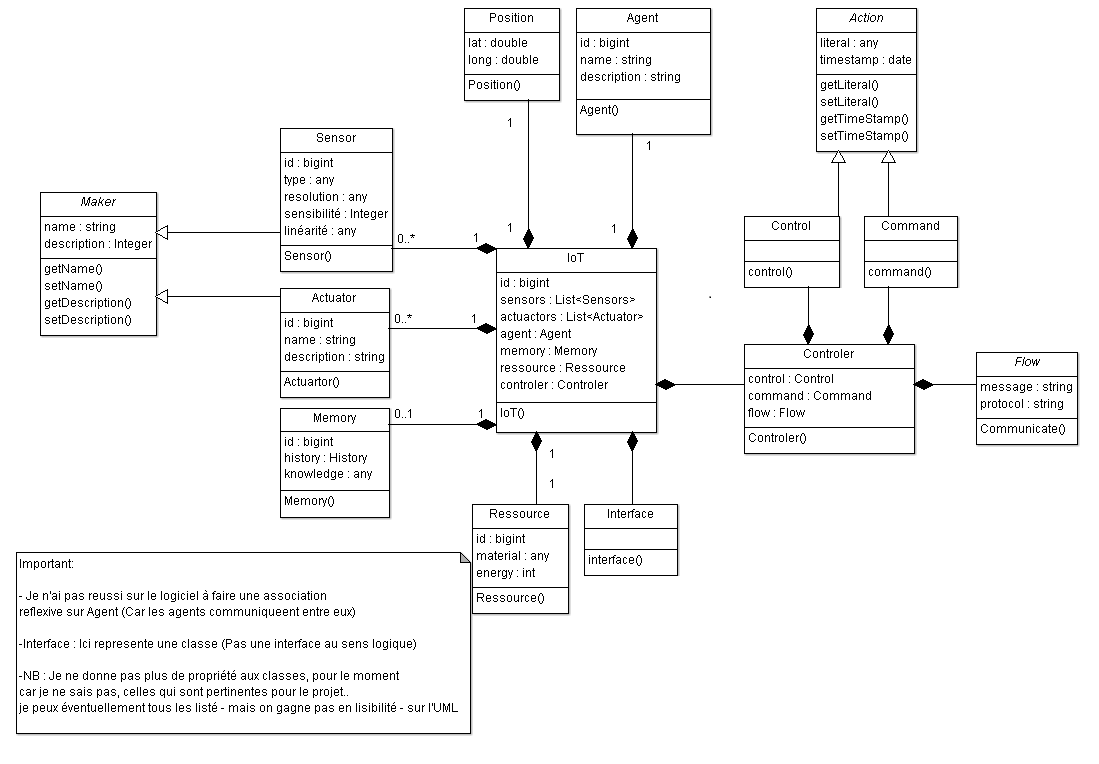 Position
lat : double
long : double
Position()
Agent
id : bigint
name : string
description : string
Agent()
Action
literal : any
timestamp : date
getLiteral()
setLiteral()
getTimeStamp()
setTimeStamp()
1
1
Sensor
id : bigint
type : any
resolution : any
sensibilité : Integer
linéarité : any
Sensor()
Maker
name : string
description : Integer
getName()
setName()
getDescription()
setDescription()
1
1
0..*
1
Control
control()
Command
command()
IoT
id : bigint
sensors : List<Sensors>
actuactors : List<Actuator>
agent : Agent
memory : Memory
ressource : Ressource
controler : Controler
IoT()
Actuator
id : bigint
name : string
description : string
Actuartor()
0..*
1
Controler
control : Control
command : Command
flow : Flow
Controler()
Flow
message : string
protocol : string
Communicate()
Memory
id : bigint
history : History
knowledge : any
Memory()
0..1
1
1
1
Ressource
id : bigint
material : any
energy : int
Ressource()
Interface
interface()
Important:
- Je n'ai pas reussi sur le logiciel à faire une association
reflexive sur Agent (Car les agents communiqueent entre eux)
-Interface : Ici represente une classe (Pas une interface au sens logique)
-NB : Je ne donne pas plus de propriété aux classes, pour le moment
car je ne sais pas, celles qui sont pertinentes pour le projet..
je peux éventuellement tous les listé - mais on gagne pas en lisibilité - sur l'UML